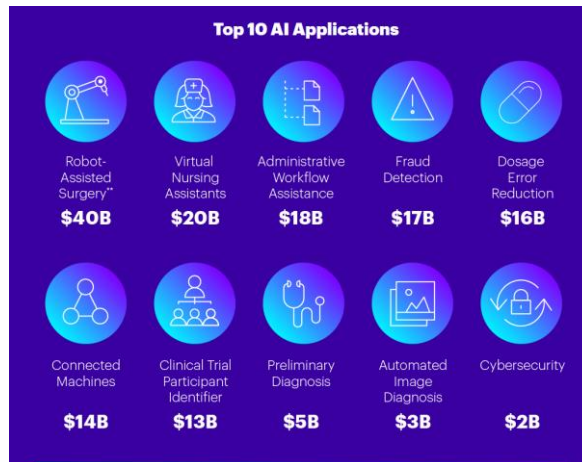 Top 10 AI Applications
Robot-
Assisted
Surgery**
$40B
Virtual
Nursing
Assistants
$20B
Administrative
Workflow
Assistance
$18B
Fraud
Detection
$17B
Dosage
Error
Reduction
$16B
Connected
Machines
$14B
Clinical Trial
Participant
Identifier
$13B
Preliminary
Diagnosis
$5B
Automated
Image
Diagnosis
$3B
Cybersecurity
$2B